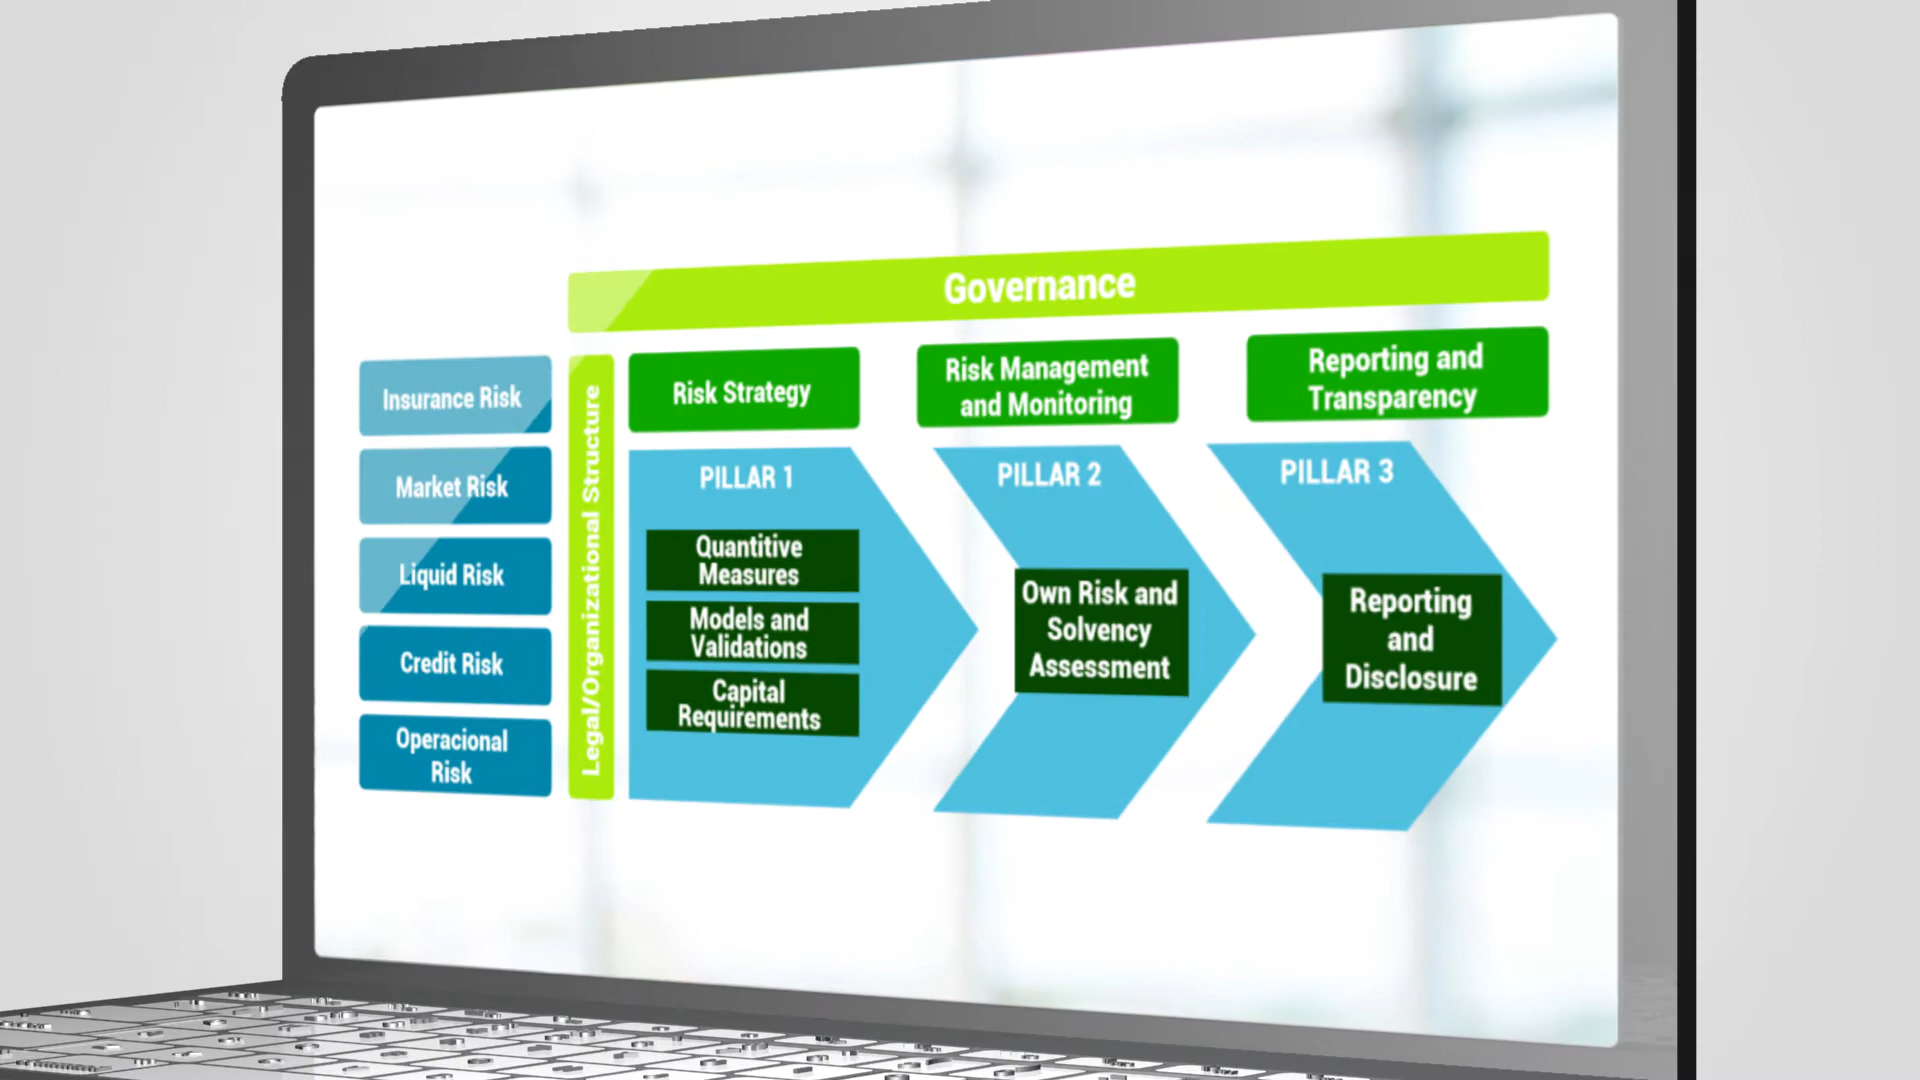 Governance
Insurance Risk
Market Risk
Liquid Risk
Credit Risk
Operacional
Risk
Legal/Organizational Structure
Risk Strategy
Risk Management
and Monitoring
Reporting and
Transparency
PILLAR 1
Quantitive
Measures
Models and
Validations
Capital
Requirements
PILLAR 2
Own Risk and
Solvency
Assessment
PILLAR 3
Reporting
and
Disclosure